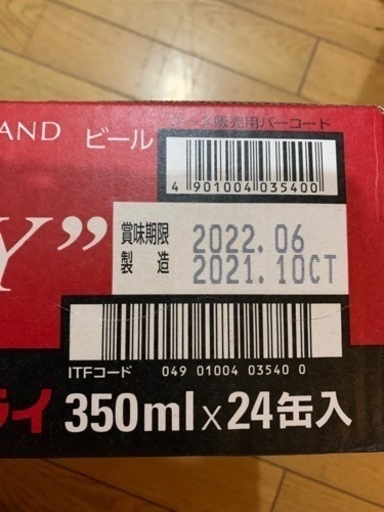 ケース販売用バーコード
AND ビール
4 901004 035400
Y”
賞味期限 2022.06
製造 2021.10CT
ITFコード 049 01004 03540 0
ライ 350ml×24缶入